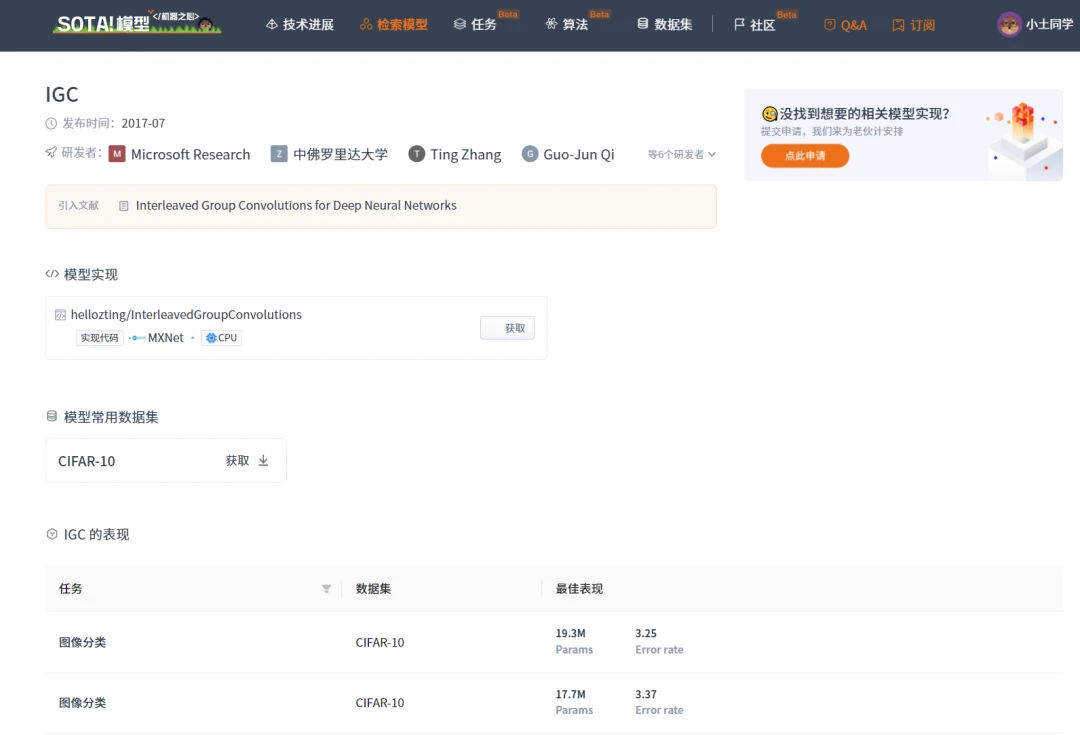 SOTA!模型 </机器之心>
技术进展 检索模型 任务 Beta 算法 Beta 数据集 社区 Beta Q&A 订阅 小土同学
IGC
发布时间: 2017-07
研发者: M Microsoft Research Z 中佛罗里达大学 T Ting Zhang G Guo-Jun Qi 等6个研发者
引入文献 Interleaved Group Convolutions for Deep Neural Networks
没找到想要的相关模型实现?
提交申请，我们来为老伙计安排
点此申请
</> 模型实现
hellozting/InterleavedGroupConvolutions
实现代码 MXNet - CPU
获取
模型常用数据集
CIFAR-10 获取
IGC 的表现
任务 数据集 最佳表现
图像分类 CIFAR-10 19.3M 3.25
Params Error rate
图像分类 CIFAR-10 17.7M 3.37
Params Error rate